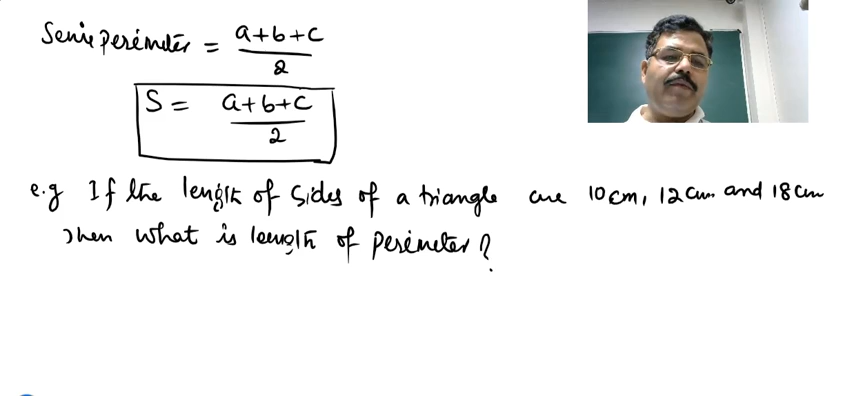 Semi perimeter = a+b+c / 2
S = a+b+c / 2
e.g If the length of sides of a triangle are 10cm, 12cm. and 18cm
then what is length of perimeter?